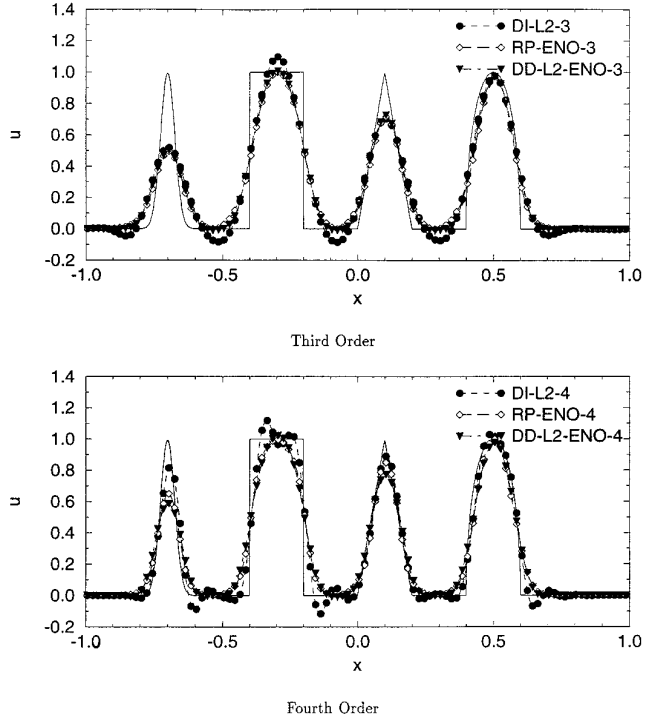 1.4
1.2
1.0
0.8
0.6
0.4
0.2
0.0
-0.2
u
DI-L2-3
RP-ENO-3
DD-L2-ENO-3
-1.0 -0.5 0.0 0.5 1.0
x
Third Order
1.4
1.2
1.0
0.8
0.6
0.4
0.2
0.0
-0.2
u
DI-L2-4
RP-ENO-4
DD-L2-ENO-4
-1.0 -0.5 0.0 0.5 1.0
x
Fourth Order